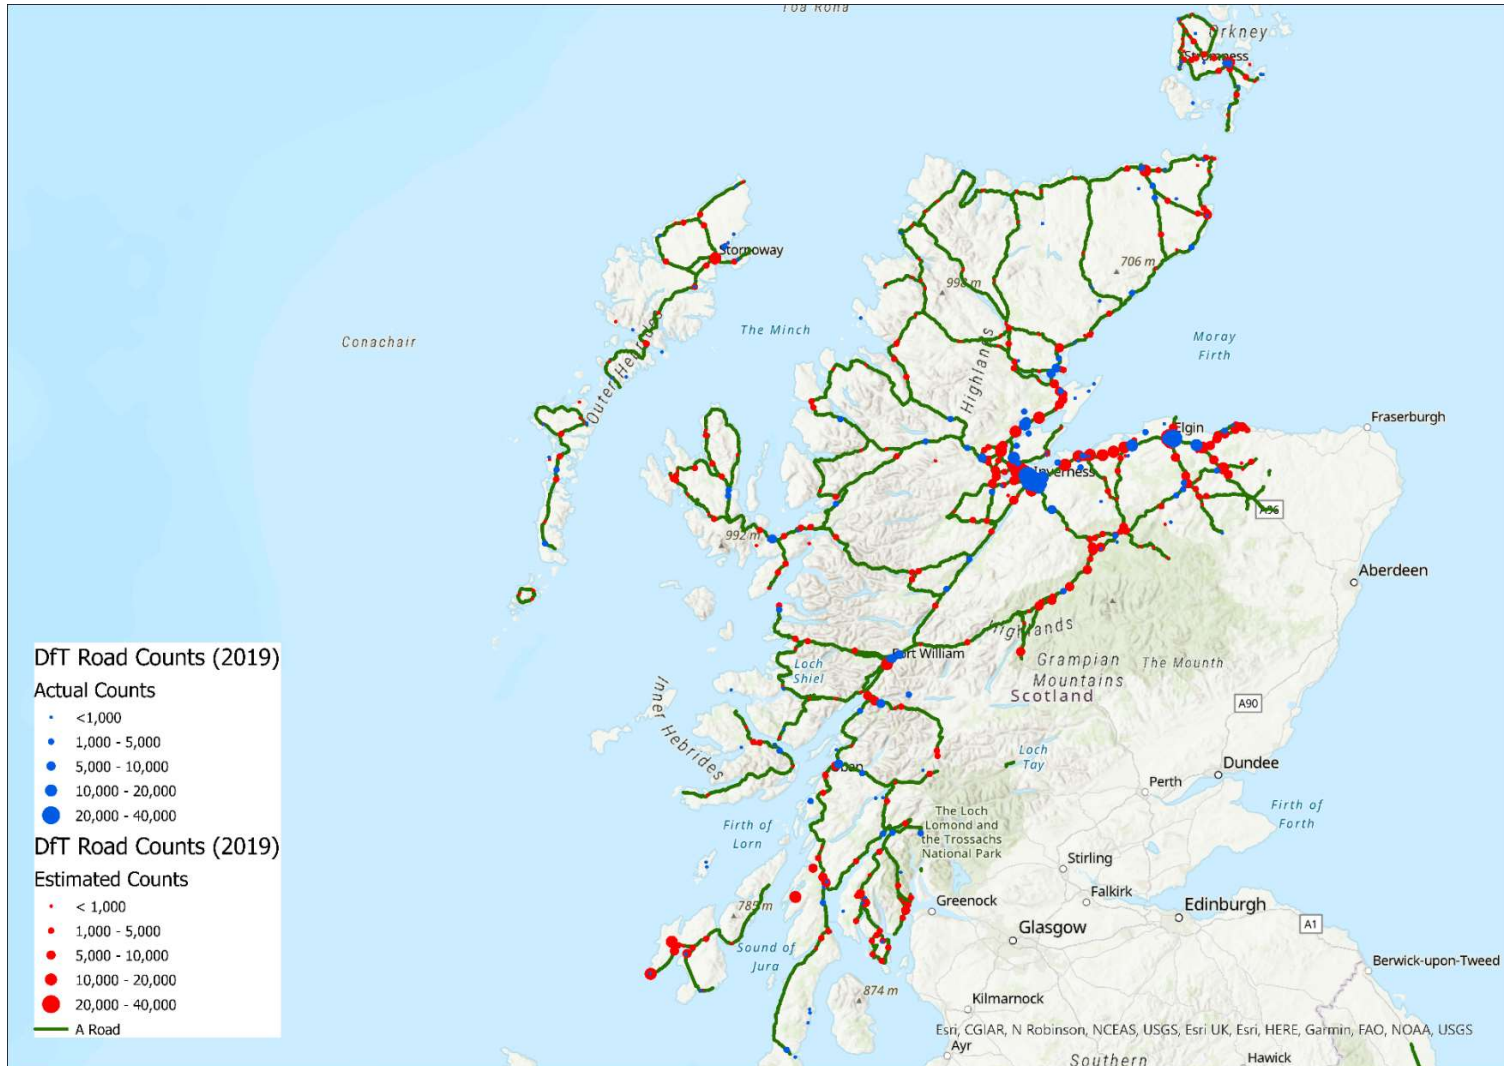 Toa Rona
Orkney
Stromness
Stornoway
706 m
998 m
The Minch
Conachair
Outer Hebrides
Highlands
Moray
Firth
Fraserburgh
Elgin
Inverness
A96
992 m
Aberdeen
Highlands
Fort William
Grampian
Mountains
The Mounth
Scotland
Loch
Shiel
A90
Inner Hebrides
Loch
Tay
Oban
Dundee
Perth
Firth of
Forth
The Loch
Lomond and
the Trossachs
National Park
Firth of
Lorn
Stirling
Falkirk
Greenock
Edinburgh
Glasgow
A1
785 m
Sound of
Jura
Berwick-upon-Tweed
874 m
Kilmarnock
Esri, CGIAR, N Robinson, NCEAS, USGS, Esri UK, Esri, HERE, Garmin, FAO, NOAA, USGS
Ayr
Southern
Hawick
DfT Road Counts (2019)
Actual Counts
<1,000
1,000 - 5,000
5,000 - 10,000
10,000 - 20,000
20,000 - 40,000
DfT Road Counts (2019)
Estimated Counts
< 1,000
1,000 - 5,000
5,000 - 10,000
10,000 - 20,000
20,000 - 40,000
A Road